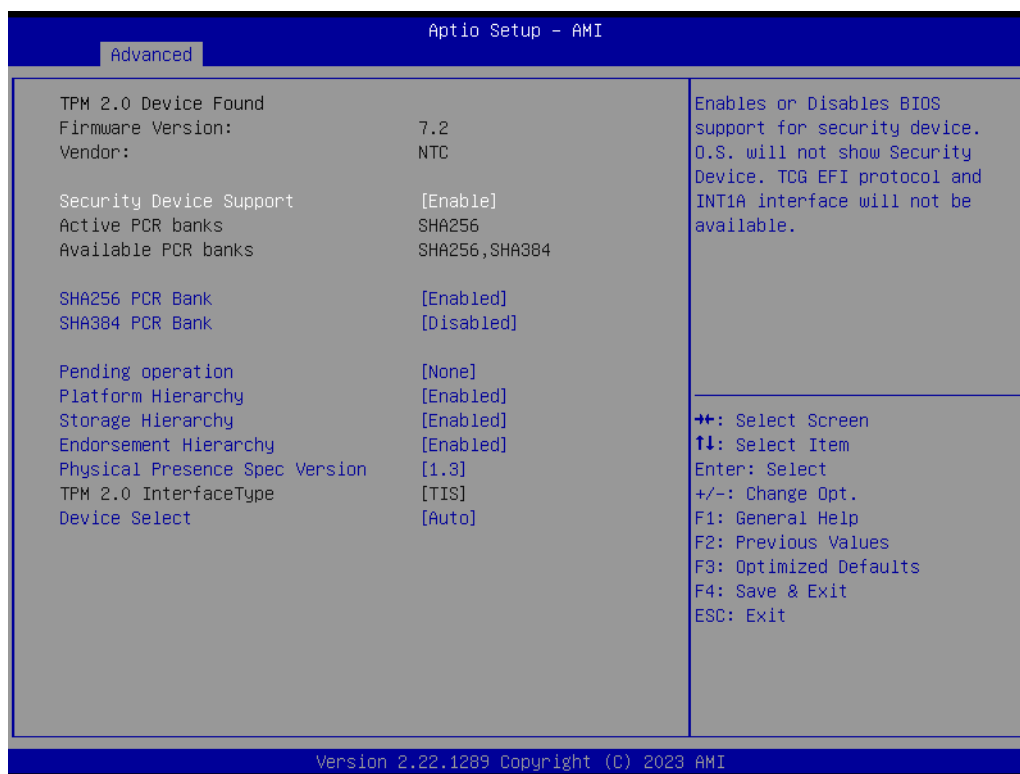 Aptio Setup – AMI
Advanced
TPM 2.0 Device Found
Firmware Version: 7.2
Vendor: NTC
Security Device Support [Enable]
Active PCR banks SHA256
Available PCR banks SHA256,SHA384
SHA256 PCR Bank [Enabled]
SHA384 PCR Bank [Disabled]
Pending operation [None]
Platform Hierarchy [Enabled]
Storage Hierarchy [Enabled]
Endorsement Hierarchy [Enabled]
Physical Presence Spec Version [1.3]
TPM 2.0 InterfaceType [TIS]
Device Select [Auto]
Enables or Disables BIOS
support for security device.
O.S. will not show Security
Device. TCG EFI protocol and
INT1A interface will not be
available.
→←: Select Screen
↑↓: Select Item
Enter: Select
+/-: Change Opt.
F1: General Help
F2: Previous Values
F3: Optimized Defaults
F4: Save & Exit
ESC: Exit
Version 2.22.1289 Copyright (C) 2023 AMI